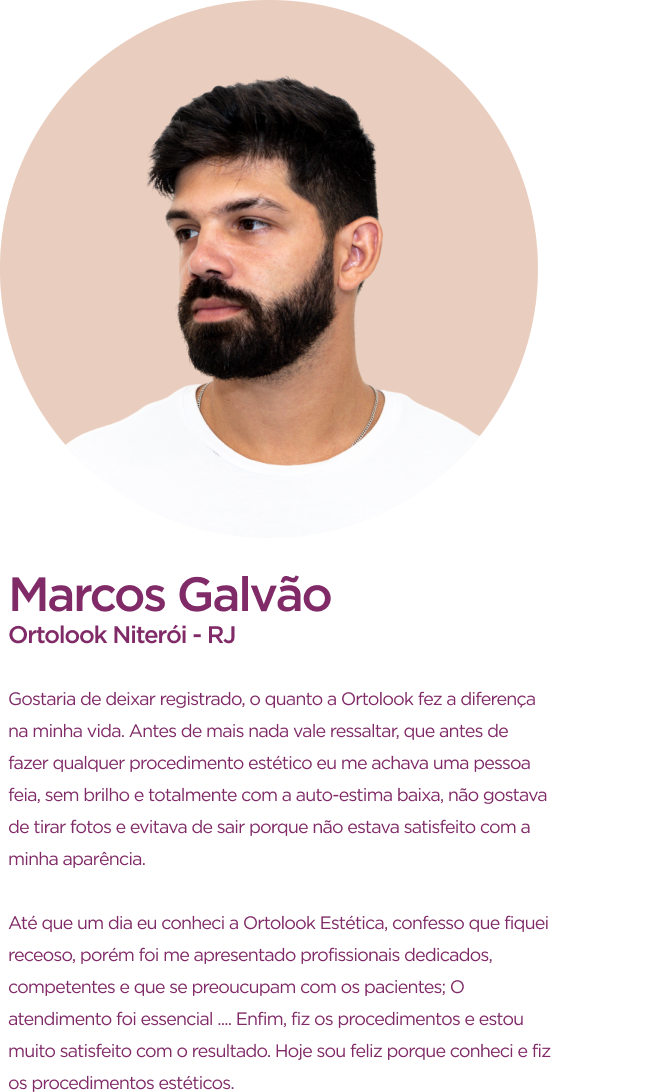 Marcos Galvão
Ortolook Niterói - RJ
Gostaria de deixar registrado, o quanto a Ortolook fez a diferença
na minha vida. Antes de mais nada vale ressaltar, que antes de
fazer qualquer procedimento estético eu me achava uma pessoa
feia, sem brilho e totalmente com a auto-estima baixa, não gostava
de tirar fotos e evitava de sair porque não estava satisfeito com a
minha aparência.
Até que um dia eu conheci a Ortolook Estética, confesso que fiquei
receoso, porém foi me apresentado profissionais dedicados,
competentes e que se preoucupam com os pacientes; O
atendimento foi essencial .... Enfim, fiz os procedimentos e estou
muito satisfeito com o resultado. Hoje sou feliz porque conheci e fiz
os procedimentos estéticos.